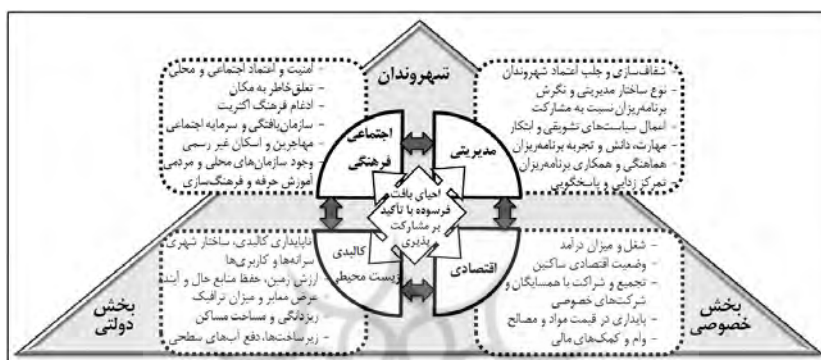 شهروندان
- شفاف‌سازی و جلب اعتماد شهروندان
- نوع ساختار مدیریتی و نگرش
برنامه‌ریزان نسبت به مشارکت
- اعمال سیاست‌های تشویقی و ابتکار
- مهارت، دانش و تجربه برنامه‌ریزان
- هماهنگی و همکاری برنامه‌ریزان
- تمرکز زدایی و پاسخگویی
- امنیت و اعتماد اجتماعی و محلی
- تعلق‌خاطر به مکان
- ادغام فرهنگ اکثریت
- سازمان‌یافتگی و سرمایه اجتماعی
- مهاجرین و اسکان غیر رسمی
- وجود سازمان‌های محلی و مردمی
- آموزش حرفه و فرهنگ‌سازی
مدیریتی
اجتماعی
فرهنگی
احیای بافت
فرسوده با تأکید
بر مشارکت
پذیری
اقتصادی
کالبدی
زیست محیطی
- شغل و میزان درآمد
- وضعیت اقتصادی ساکنین
- تجمیع و شراکت با همسایگان و
شرکت‌های خصوصی
- پایداری در قیمت مواد و مصالح
- وام و کمک‌های مالی
- ناپایداری کالبدی، ساختار شهری
سرانه‌ها و کاربری‌ها
- ارزش زمین، حفظ منابع حال و آینده
- عرض معابر و میزان ترافیک
- ریزدانگی و مساحت مساکن
- زیرساخت‌ها، دفع آب‌های سطحی
بخش
خصوصی
بخش
دولتی